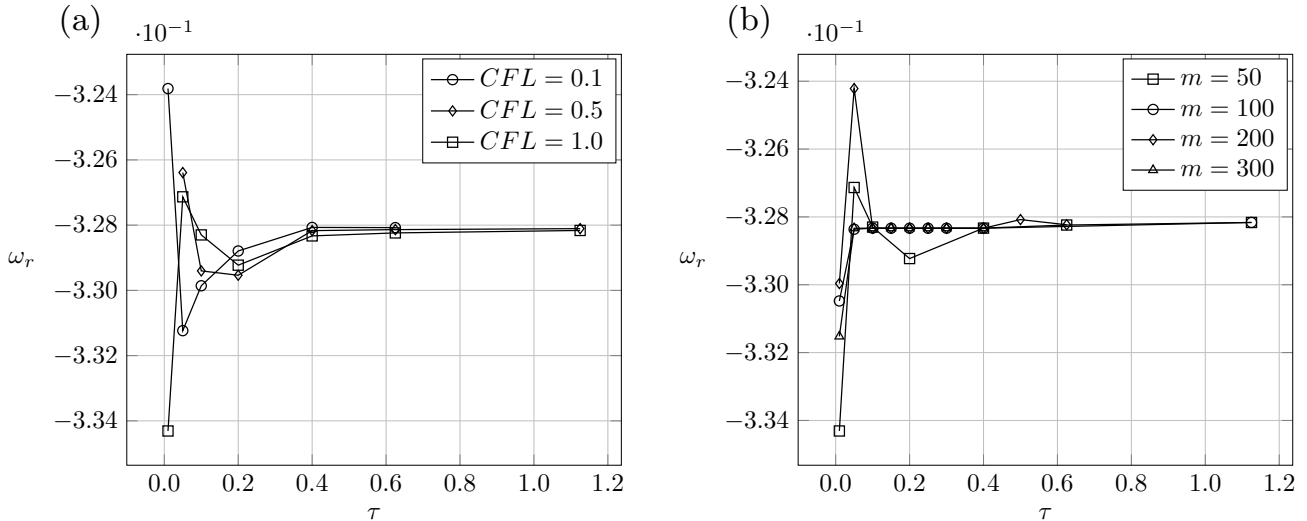 (a)
·10−1
−3.24
−3.26
−3.28
−3.30
−3.32
−3.34
ωr
0.0 0.2 0.4 0.6 0.8 1.0 1.2
τ
CFL = 0.1
CFL = 0.5
CFL = 1.0
(b)
·10−1
−3.24
−3.26
−3.28
−3.30
−3.32
−3.34
ωr
0.0 0.2 0.4 0.6 0.8 1.0 1.2
τ
m = 50
m = 100
m = 200
m = 300